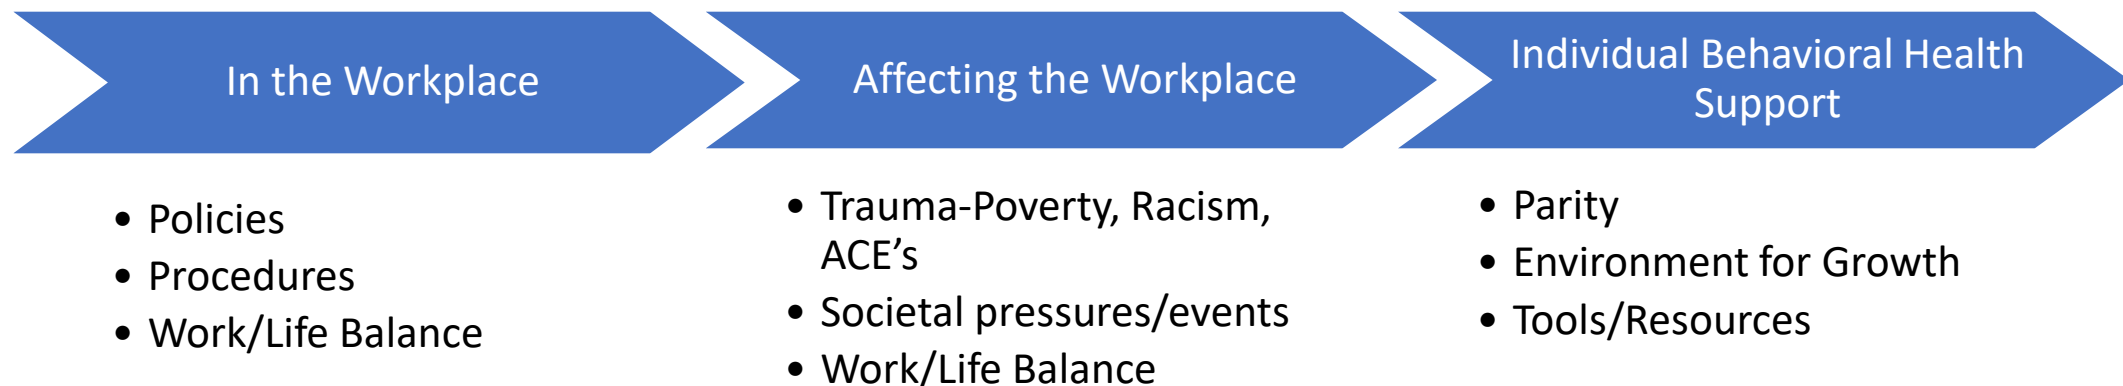 In the Workplace
• Policies
• Procedures
• Work/Life Balance
Affecting the Workplace
• Trauma-Poverty, Racism,
ACE’s
• Societal pressures/events
• Work/Life Balance
Individual Behavioral Health
Support
• Parity
• Environment for Growth
• Tools/Resources